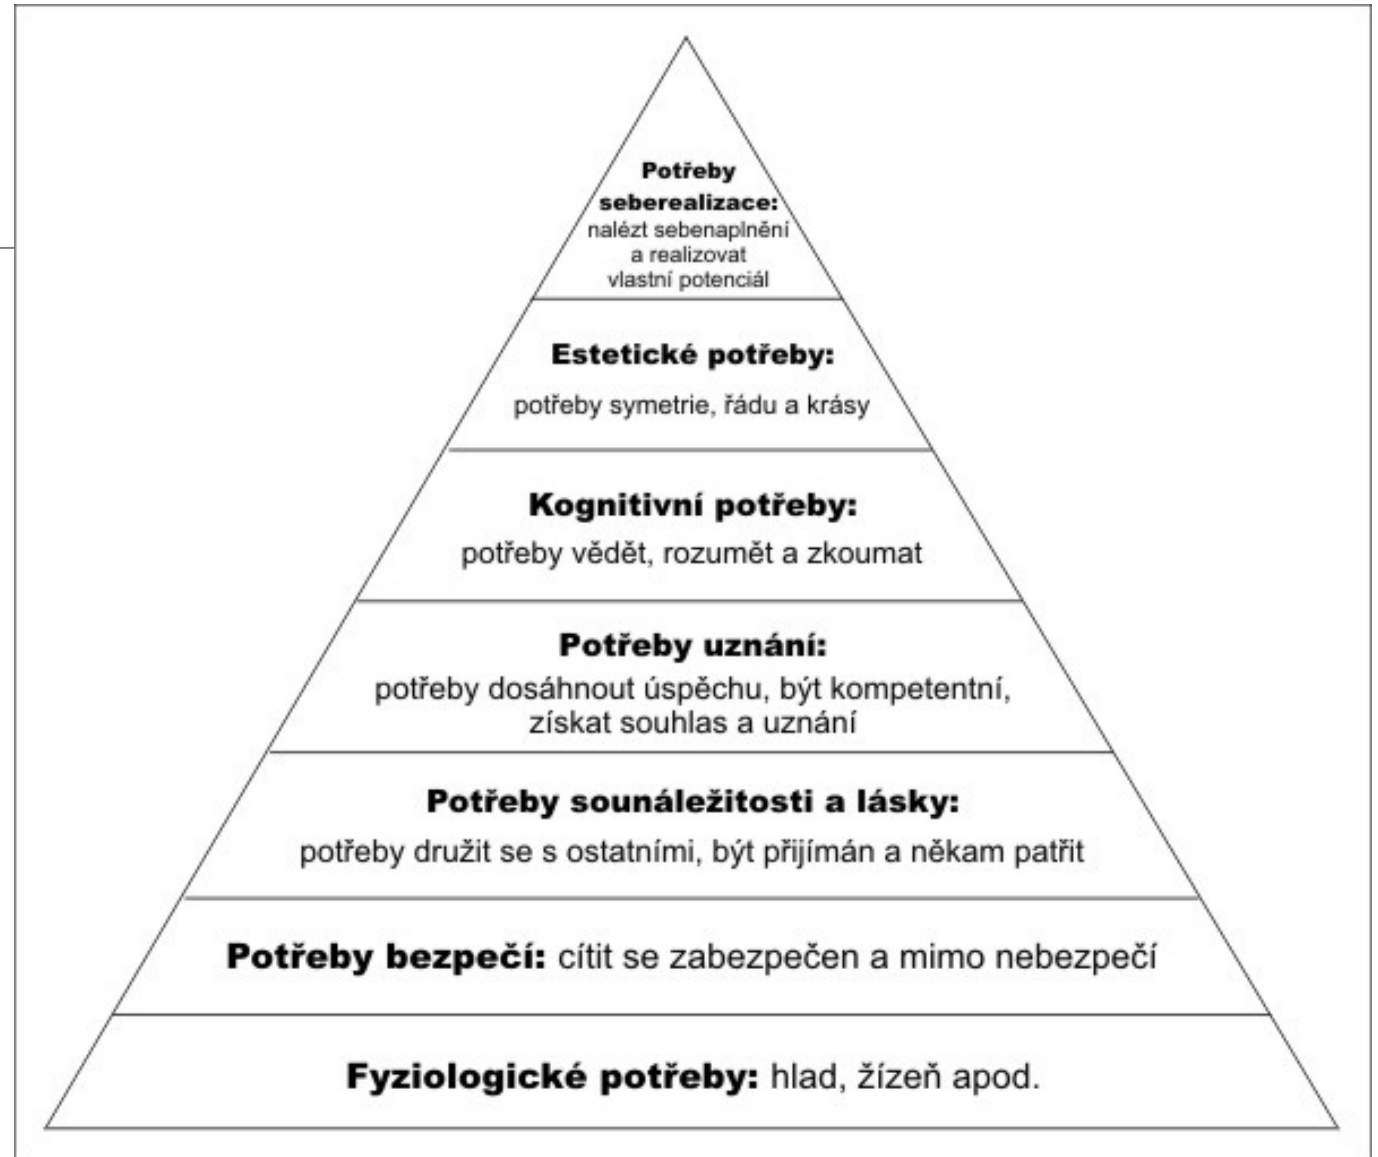 Potřeby
seberealizace:
nalézt sebenaplnění
a realizovat
vlastní potenciál
Estetické potřeby:
potřeby symetrie, řádu a krásy
Kognitivní potřeby:
potřeby vědět, rozumět a zkoumat
Potřeby uznání:
potřeby dosáhnout úspěchu, být kompetentní,
získat souhlas a uznání
Potřeby sounáležitosti a lásky:
potřeby družit se s ostatními, být přijímán a někam patřit
Potřeby bezpečí: cítit se zabezpečen a mimo nebezpečí
Fyziologické potřeby: hlad, žízeň apod.